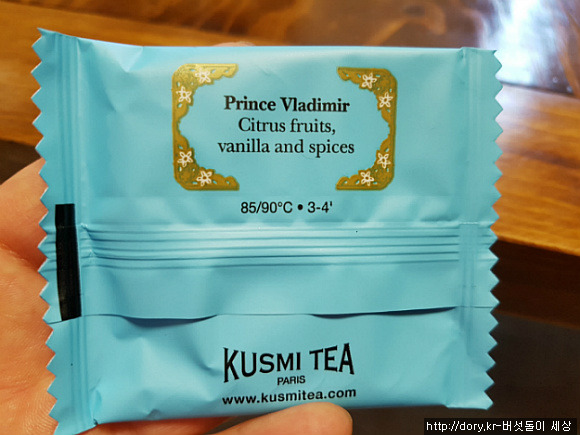 Prince Vladimir
Citrus fruits,
vanilla and spices
85/90°C • 3-4'
KUSMI TEA
PARIS
www.kusmitea.com
http://dory.kr-버섯돌이 세상